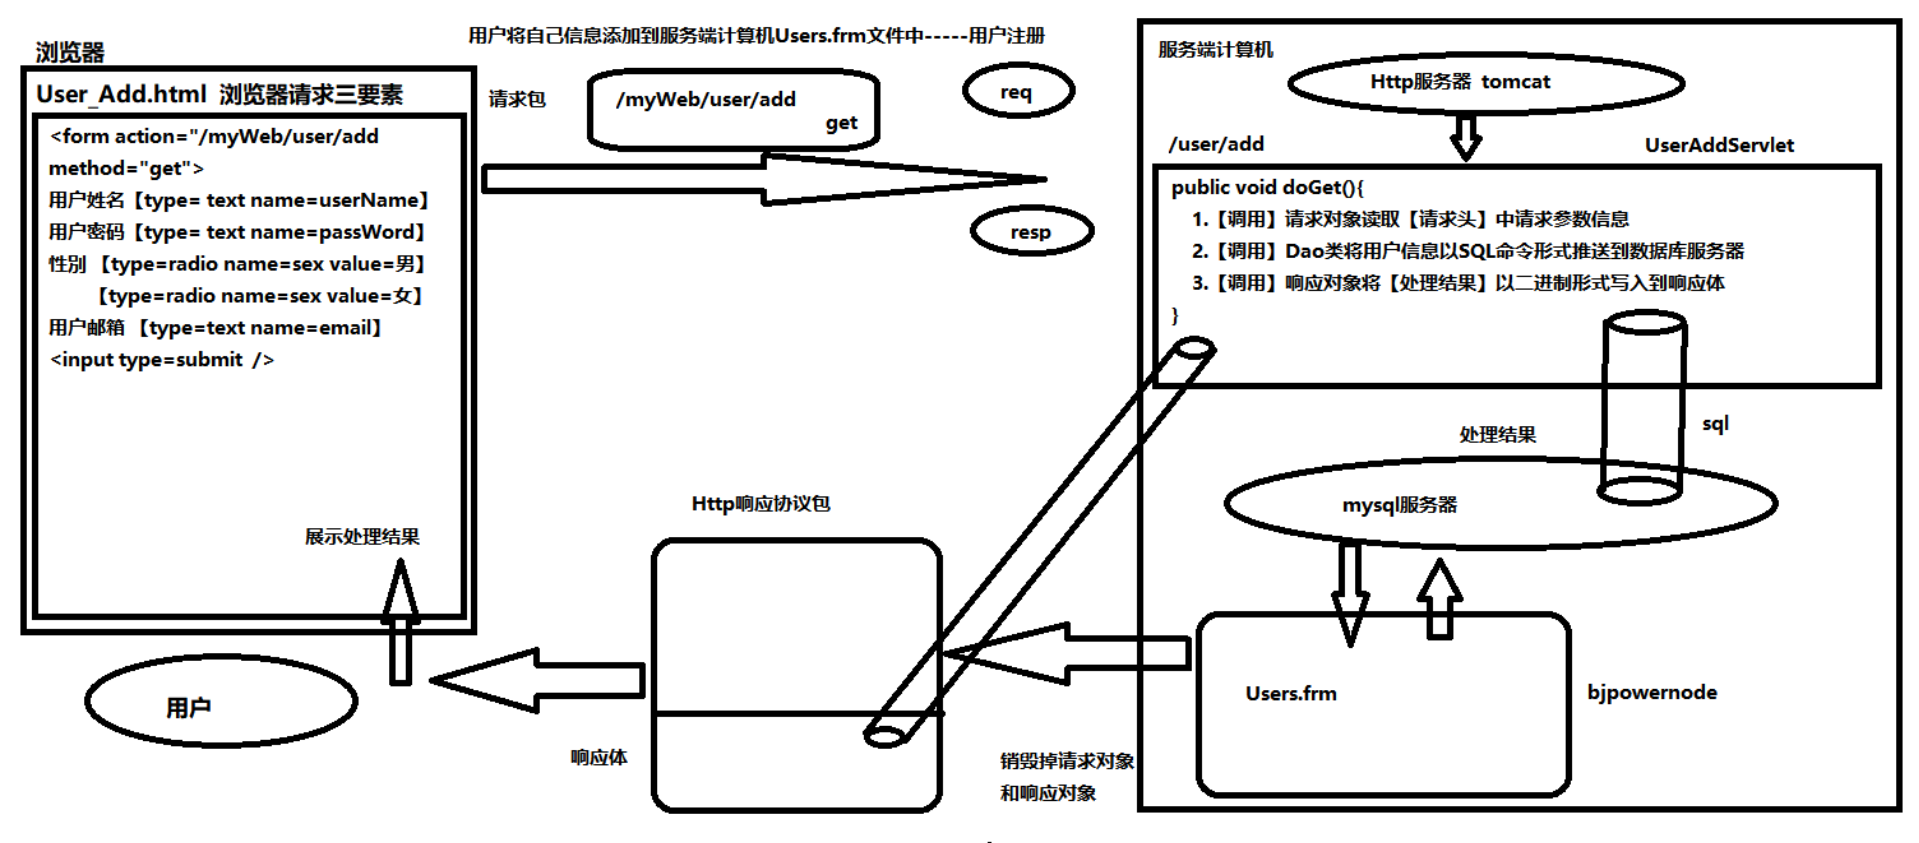 用户将自己信息添加到服务端计算机Users.frm文件中-----用户注册
浏览器
User_Add.html 浏览器请求三要素
<form action="/myWeb/user/add
method="get">
用户姓名【type= text name=userName】
用户密码【type= text name=passWord】
性别 【type=radio name=sex value=男】
【type=radio name=sex value=女】
用户邮箱 【type=text name=email】
<input type=submit />
展示处理结果
用户
请求包
/myWeb/user/add
get
req
resp
服务端计算机
Http服务器 tomcat
/user/add
UserAddServlet
public void doGet(){
1.【调用】请求对象读取【请求头】中请求参数信息
2.【调用】Dao类将用户信息以SQL命令形式推送到数据库服务器
3.【调用】响应对象将【处理结果】以二进制形式写入到响应体
}
sql
处理结果
mysql服务器
Users.frm
bjpowernode
Http响应协议包
响应体
销毁掉请求对象
和响应对象